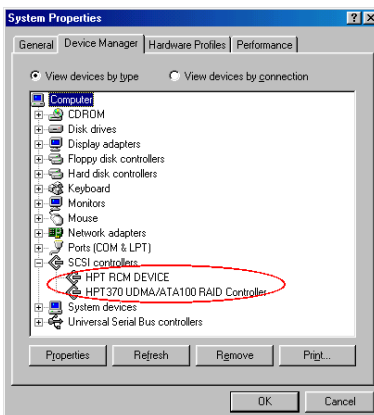 System Properties
General Device Manager Hardware Profiles Performance
View devices by type View devices by connection
Computer
CDROM
Disk drives
Display adapters
Floppy disk controllers
Hard disk controllers
Keyboard
Monitors
Mouse
Network adapters
Ports (COM & LPT)
SCSI controllers
HPT RCM DEVICE
HPT370 UDMA/ATA100 RAID Controller
System devices
Universal Serial Bus controllers
Properties Refresh Remove Print...
OK Cancel